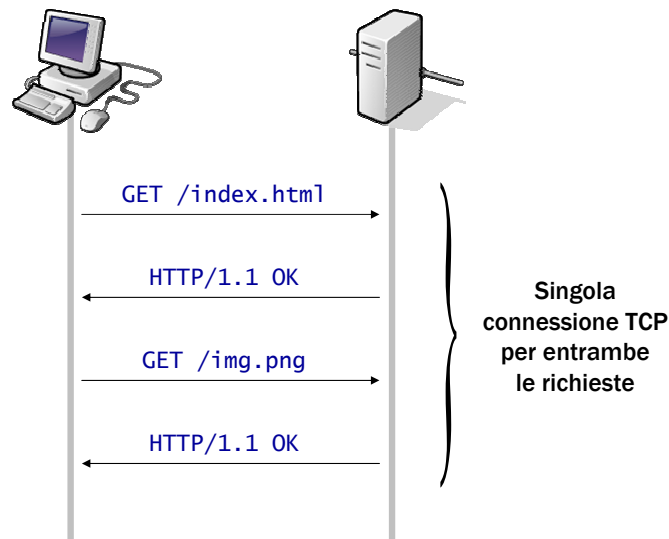 GET /index.html
HTTP/1.1 OK
GET /img.png
HTTP/1.1 OK
Singola
connessione TCP
per entrambe
le richieste